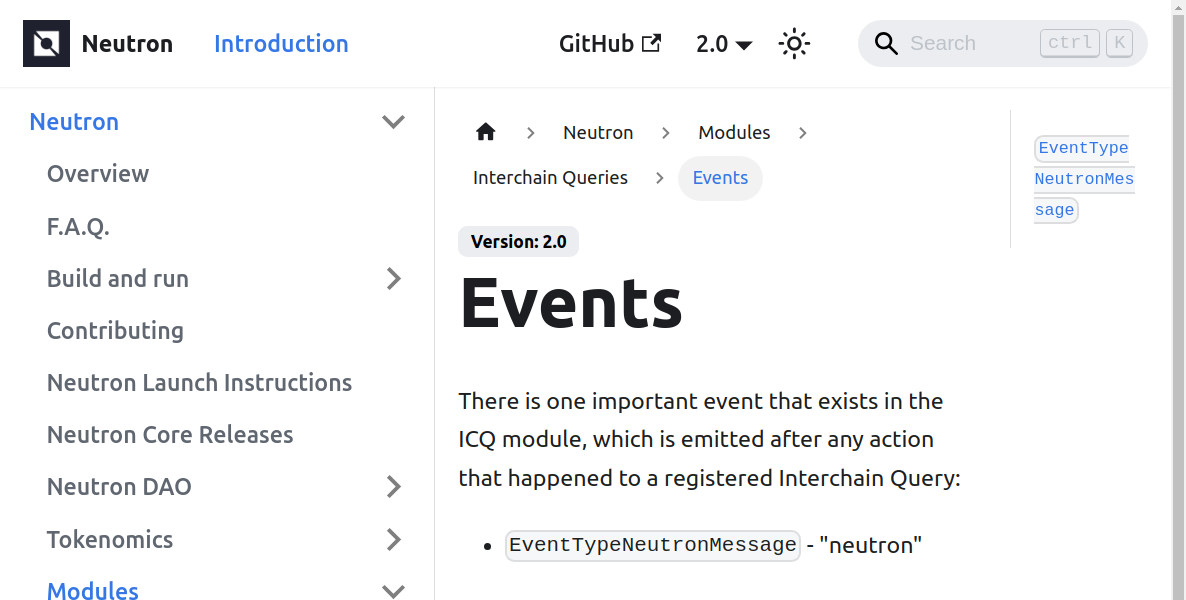 Neutron
Introduction
GitHub
2.0
Search
ctrl K
Neutron
Overview
F.A.Q.
Build and run
Contributing
Neutron Launch Instructions
Neutron Core Releases
Neutron DAO
Tokenomics
Modules
Neutron
Modules
Interchain Queries
Events
Version: 2.0
Events
There is one important event that exists in the
ICQ module, which is emitted after any action
that happened to a registered Interchain Query:
EventTypeNeutronMessage - "neutron"
EventType
NeutronMes
sage